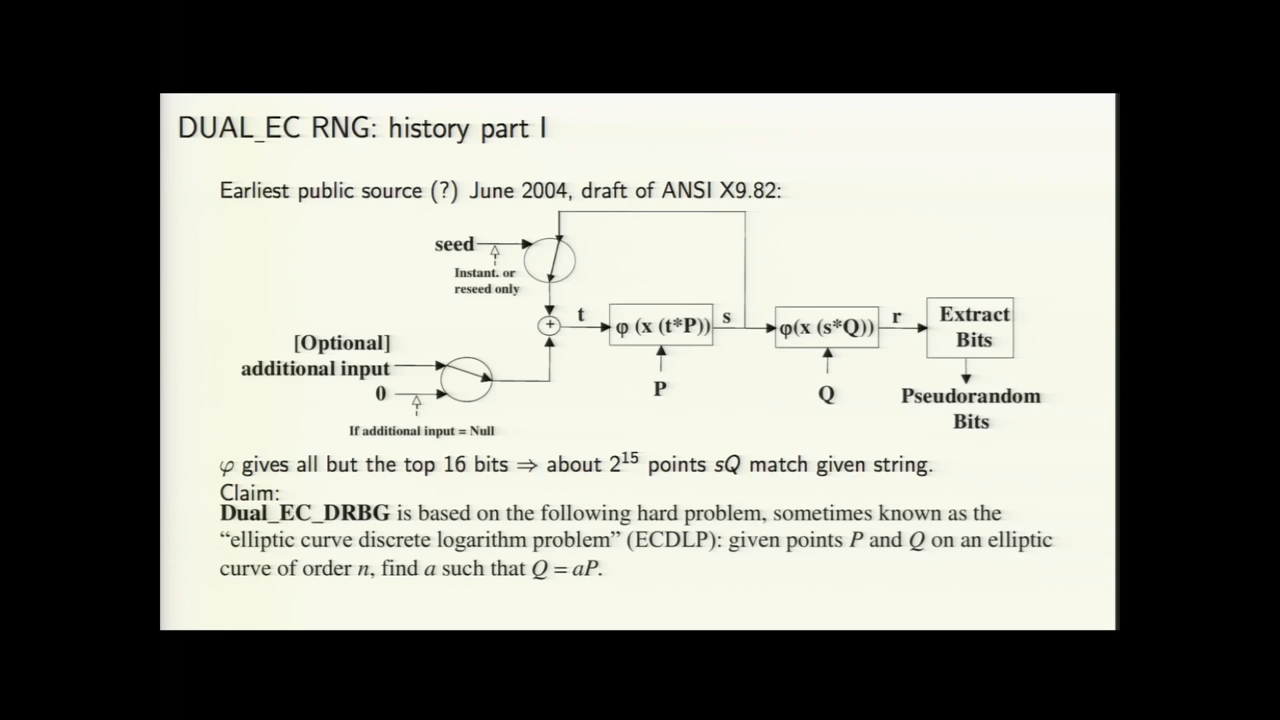 DUAL_EC RNG: history part I
Earliest public source (?) June 2004, draft of ANSI X9.82:
seed
Instant. or
reseed only
[Optional]
additional input
0
If additional input = Null
+
t
φ (x (t*P))
s
P
φ(x (s*Q))
r
Q
Extract
Bits
Pseudorandom
Bits
φ gives all but the top 16 bits ⇒ about 2¹⁵ points sQ match given string.
Claim:
Dual_EC_DRBG is based on the following hard problem, sometimes known as the
“elliptic curve discrete logarithm problem” (ECDLP): given points P and Q on an elliptic
curve of order n, find a such that Q = aP.